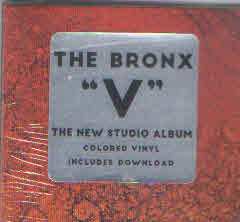 THE BRONX
"V"
THE NEW STUDIO ALBUM
COLORED VINYL
INCLUDES DOWNLOAD